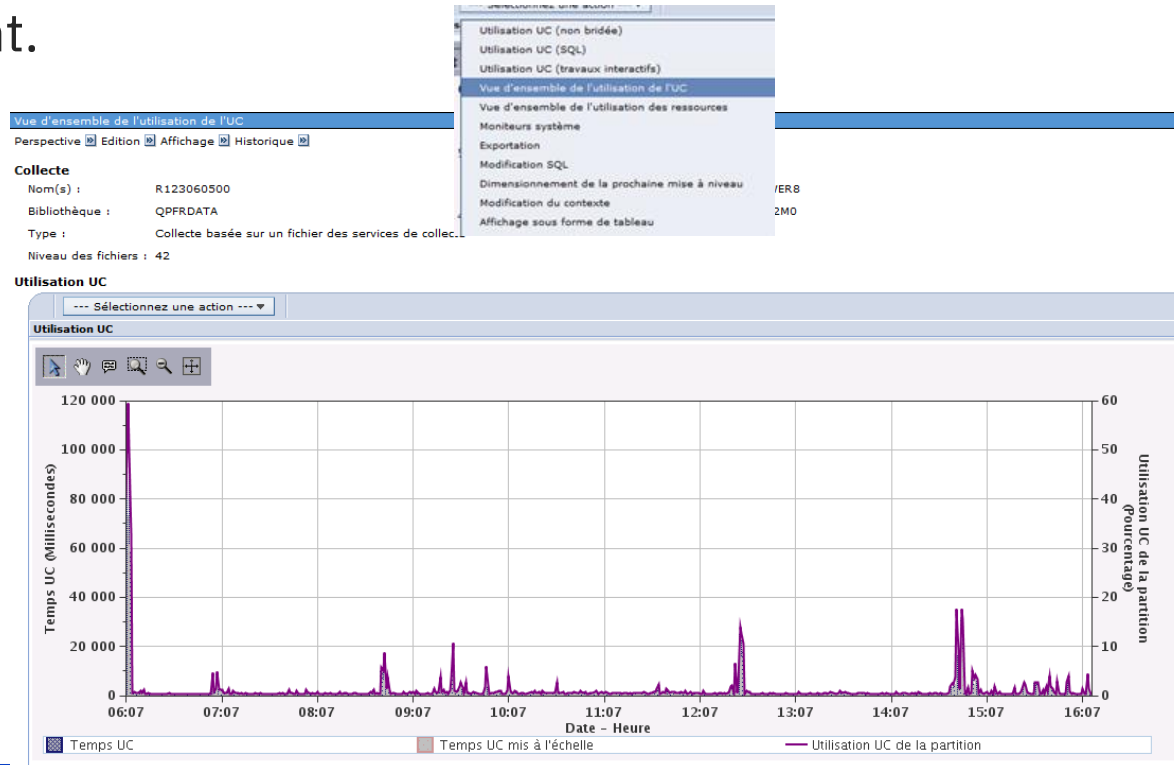 nt.
--- Sélectionnez une action ---
Utilisation UC (non bridée)
Utilisation UC (SQL)
Utilisation UC (travaux interactifs)
Vue d'ensemble de l'utilisation de l'UC
Vue d'ensemble de l'utilisation des ressources
Moniteurs système
Exportation
Modification SQL
Dimensionnement de la prochaine mise à niveau
Modification du contexte
Affichage sous forme de tableau
Vue d'ensemble de l'utilisation de l'UC
Perspective Edition Affichage Historique
Collecte
Nom(s) : R123060500
VER8
Bibliothèque : QPFRDATA
2M0
Type : Collecte basée sur un fichier des services de collecte
Niveau des fichiers : 42
Utilisation UC
--- Sélectionnez une action ---
Utilisation UC
120 000
100 000
80 000
60 000
40 000
20 000
0
Temps UC (Millisecondes)
60
50
40
30
20
10
0
Utilisation UC de la partition
(Pourcentage)
06:07 07:07 08:07 09:07 10:07 11:07 12:07 13:07 14:07 15:07 16:07
Date - Heure
Temps UC Temps UC mis à l'échelle Utilisation UC de la partition